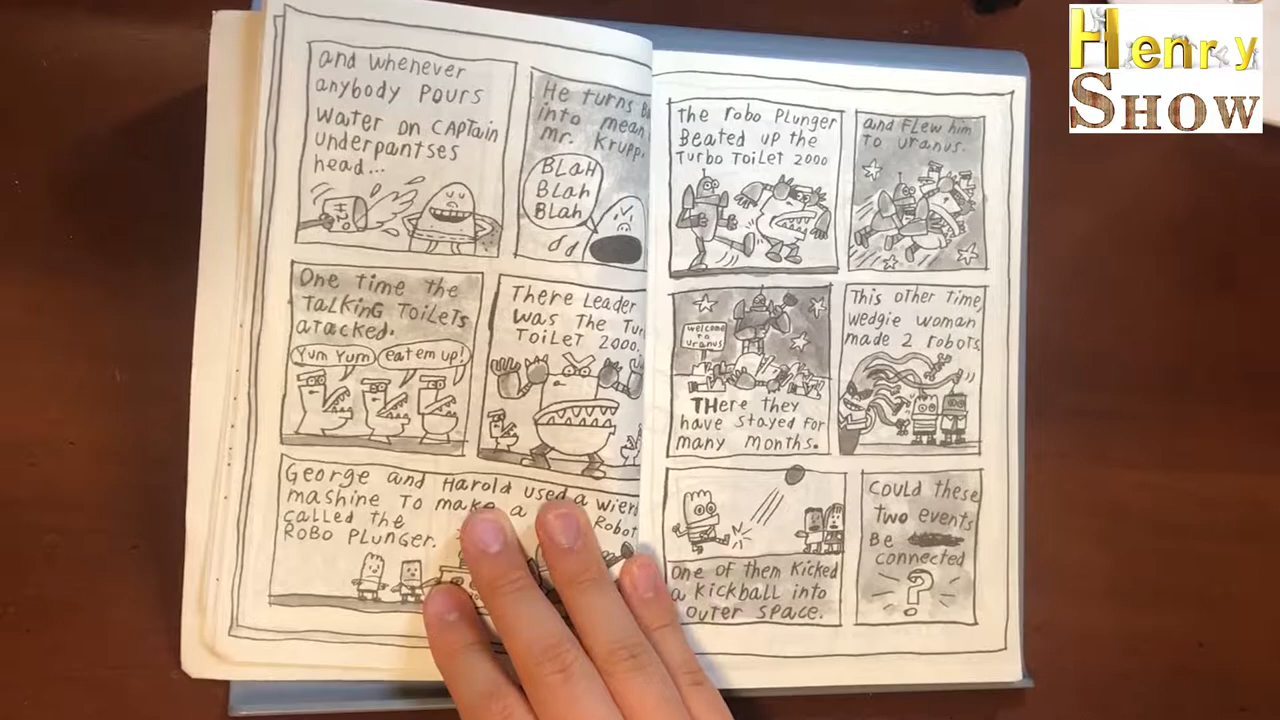 and whenever
anybody pours
water on CAPtain
underpantses
head...
He turns
into mean
mr. Krupp.
BLAH
BLAH
BLAH
One time the
TALKING TOILETS
ATACKED.
Yum Yum
eat em up!
There Leader
was The
TOILET 2000.
George and Harold used a wierd
mashine to make a
called the Robot
ROBO PLUNGER.
The robo Plunger
Beated up the
Turbo ToiLET 2000
and FLew him
To uranus.
welcome
to
uranus
THere they
have stayed for
many months.
This other time,
wedgie woman
made 2 robots.
One of them kicked
a kickball into
outer space.
Could these
Two events
Be
connected
?
Henry
SHOW